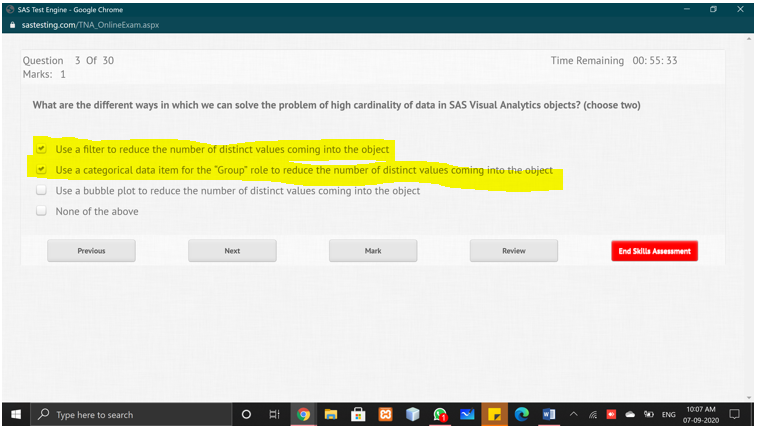 SAS Test Engine - Google Chrome
sastesting.com/TNA_OnlineExam.aspx
Question 3 Of 30
Time Remaining 00: 55: 33
Marks: 1
What are the different ways in which we can solve the problem of high cardinality of data in SAS Visual Analytics objects? (choose two)
Use a filter to reduce the number of distinct values coming into the object
Use a categorical data item for the "Group" role to reduce the number of distinct values coming into the object
Use a bubble plot to reduce the number of distinct values coming into the object
None of the above
Previous Next Mark Review End Skills Assessment
Type here to search
ENG
10:07 AM
07-09-2020